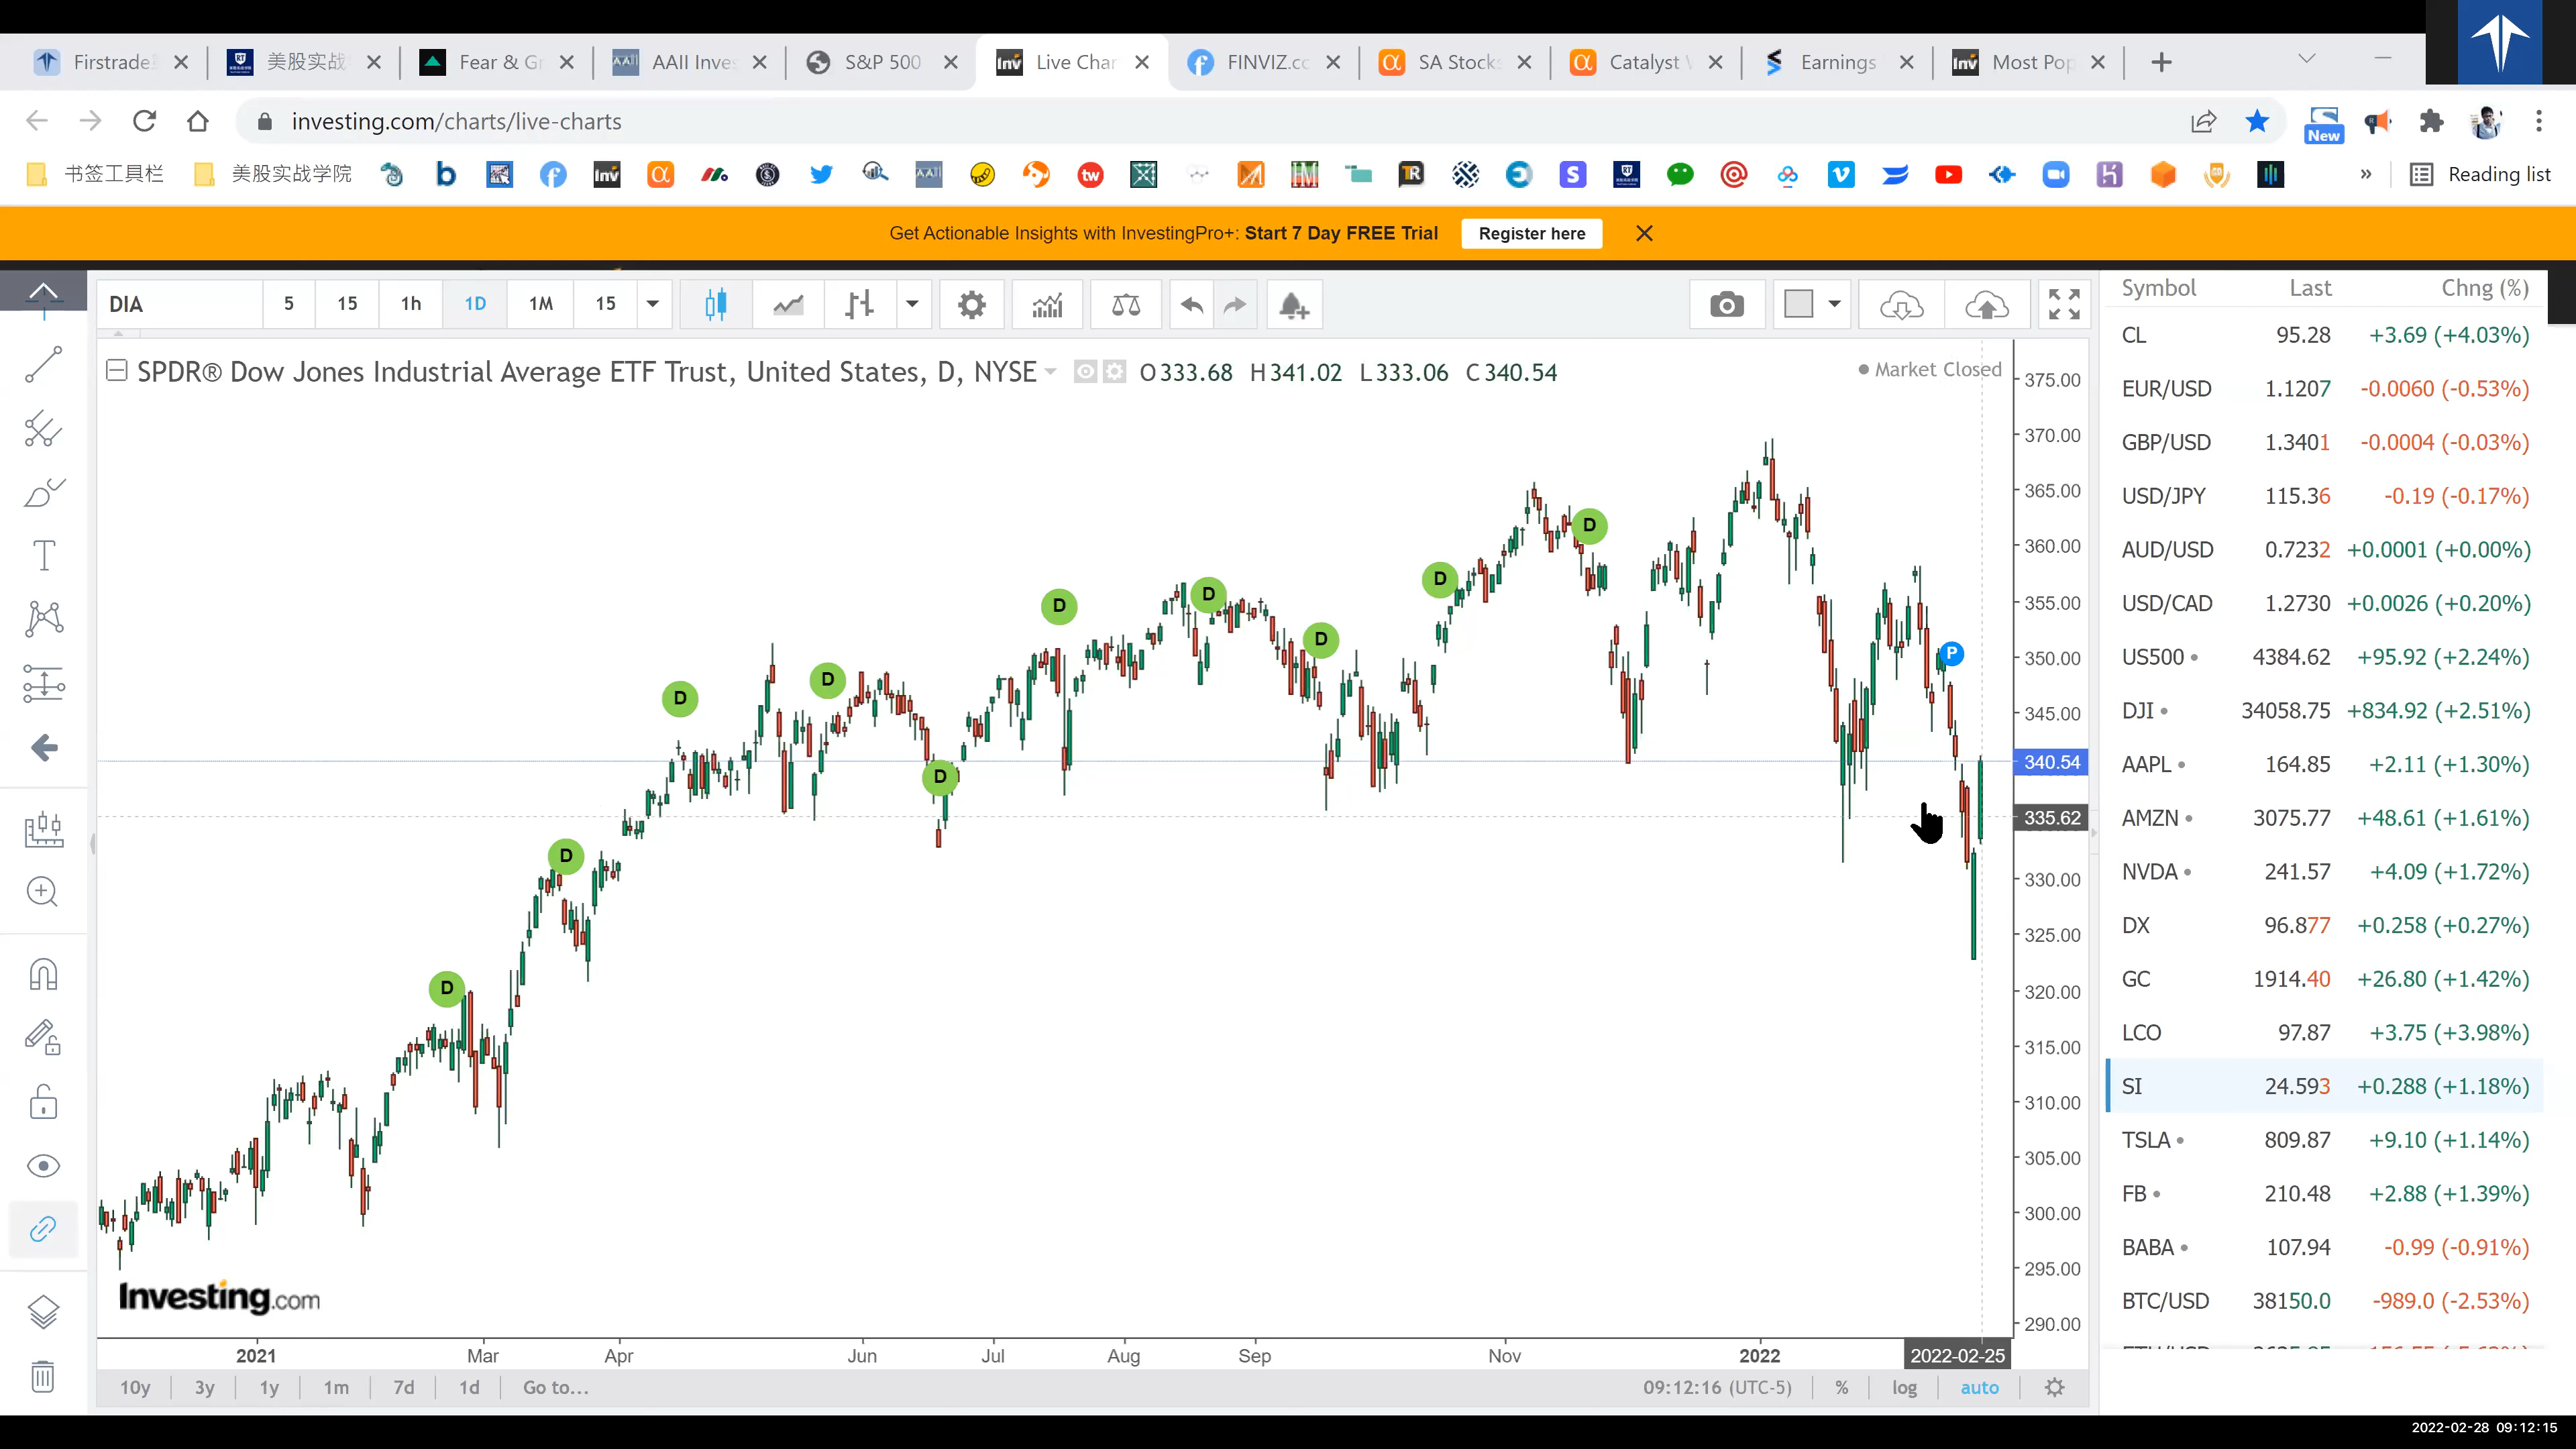 Firstrade
美股实战
Fear & Gr
AAII Inves
S&P 500
Live Char
FINVIZ.co
SA Stocks
Catalyst
Earnings
Most Pop
investing.com/charts/live-charts
New
书签工具栏
美股实战学院
Reading list
Get Actionable Insights with InvestingPro+: Start 7 Day FREE Trial
Register here
DIA 5 15 1h 1D 1M 15
SPDR® Dow Jones Industrial Average ETF Trust, United States, D, NYSE O333.68 H341.02 L333.06 C340.54
Market Closed
375.00
370.00
365.00
360.00
355.00
350.00
345.00
340.54
335.62
330.00
325.00
320.00
315.00
310.00
305.00
300.00
295.00
290.00
D
D
D
D
D
D
D
D
D
D
P
Investing.com
2021 Mar Apr Jun Jul Aug Sep Nov 2022 2022-02-25
10y 3y 1y 1m 7d 1d Go to... 09:12:16 (UTC-5) % log auto
Symbol Last Chng (%)
CL 95.28 +3.69 (+4.03%)
EUR/USD 1.1207 -0.0060 (-0.53%)
GBP/USD 1.3401 -0.0004 (-0.03%)
USD/JPY 115.36 -0.19 (-0.17%)
AUD/USD 0.7232 +0.0001 (+0.00%)
USD/CAD 1.2730 +0.0026 (+0.20%)
US500 4384.62 +95.92 (+2.24%)
DJI 34058.75 +834.92 (+2.51%)
AAPL 164.85 +2.11 (+1.30%)
AMZN 3075.77 +48.61 (+1.61%)
NVDA 241.57 +4.09 (+1.72%)
DX 96.877 +0.258 (+0.27%)
GC 1914.40 +26.80 (+1.42%)
LCO 97.87 +3.75 (+3.98%)
SI 24.593 +0.288 (+1.18%)
TSLA 809.87 +9.10 (+1.14%)
FB 210.48 +2.88 (+1.39%)
BABA 107.94 -0.99 (-0.91%)
BTC/USD 38150.0 -989.0 (-2.53%)
2022-02-28 09:12:15